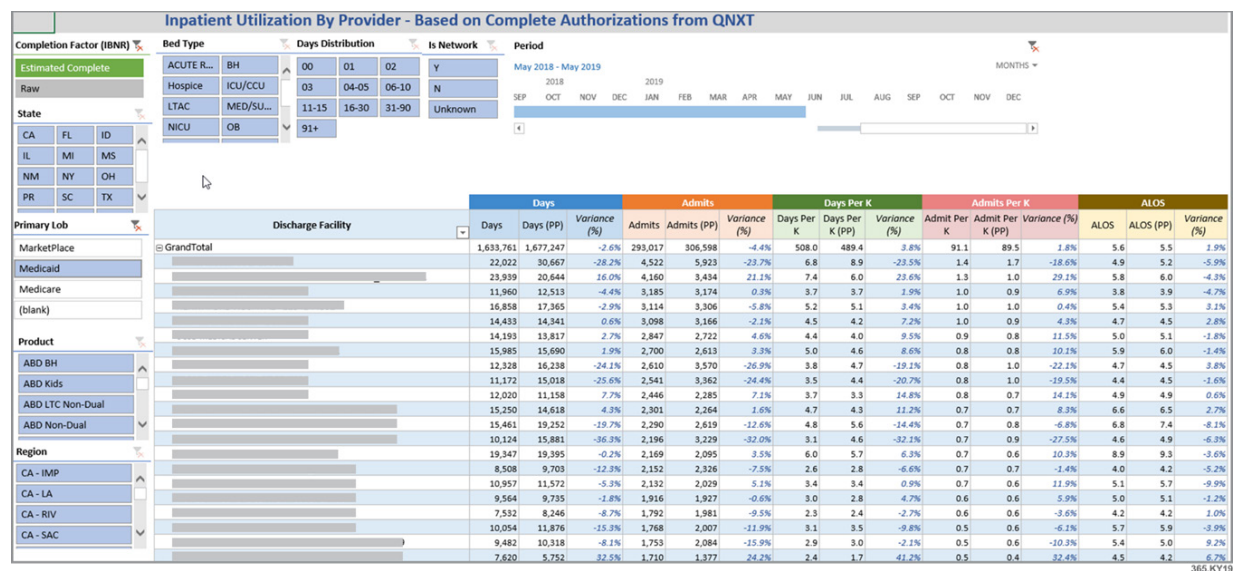 Inpatient Utilization By Provider - Based on Complete Authorizations from QNXT
Completion Factor (IBNR)
Estimated Complete
Raw
State
CA FL ID
IL MI MS
NM NY OH
PR SC TX
Primary Lob
MarketPlace
Medicaid
Medicare
(blank)
Product
ABD BH
ABD Kids
ABD LTC Non-Dual
ABD Non-Dual
Region
CA - IMP
CA - LA
CA - RIV
CA - SAC
Bed Type
ACUTE R... BH
Hospice ICU/CCU
LTAC MED/SU...
NICU OB
Days Distribution
00 01 02
03 04-05 06-10
11-15 16-30 31-90
91+
Is Network
Y
N
Unknown
Period
May 2018 - May 2019 MONTHS
2018 2019
SEP OCT NOV DEC JAN FEB MAR APR MAY JUN JUL AUG SEP OCT NOV DEC
Days Admits Days Per K Admits Per K ALOS
Discharge Facility Days Days (PP) Variance (%) Admits Admits (PP) Variance (%) Days Per K Days Per K (PP) Variance (%) Admit Per K Admit Per K (PP) Variance (%) ALOS ALOS (PP) Variance (%)
GrandTotal 1,633,761 1,677,247 -2.6% 293,017 306,598 -4.4% 508.0 489.4 3.8% 91.1 89.5 1.8% 5.6 5.5 1.9%
22,022 30,667 -28.2% 4,522 5,923 -23.7% 6.8 8.9 -23.5% 1.4 1.7 -18.6% 4.9 5.2 -5.9%
23,939 20,644 16.0% 4,160 3,434 21.1% 7.4 6.0 23.6% 1.3 1.0 29.1% 5.8 6.0 -4.3%
11,960 12,513 -4.4% 3,185 3,174 0.3% 3.7 3.7 1.9% 1.0 0.9 6.9% 3.8 3.9 -4.7%
16,858 17,365 -2.9% 3,114 3,306 -5.8% 5.2 5.1 3.4% 1.0 1.0 0.4% 5.4 5.3 3.1%
14,433 14,341 0.6% 3,098 3,166 -2.1% 4.5 4.2 7.2% 1.0 0.9 4.3% 4.7 4.5 2.8%
14,193 13,817 2.7% 2,847 2,722 4.6% 4.4 4.0 9.5% 0.9 0.8 11.5% 5.0 5.1 -1.8%
15,985 15,690 1.9% 2,700 2,613 3.3% 5.0 4.6 8.6% 0.8 0.8 10.1% 5.9 6.0 -1.4%
12,328 16,238 -24.1% 2,610 3,570 -26.9% 3.8 4.7 -19.1% 0.8 1.0 -22.1% 4.7 4.5 3.8%
11,172 15,018 -25.6% 2,541 3,362 -24.4% 3.5 4.4 -20.7% 0.8 1.0 -19.5% 4.4 4.5 -1.6%
12,020 11,158 7.7% 2,446 2,285 7.1% 3.7 3.3 14.8% 0.8 0.7 14.1% 4.9 4.9 0.6%
15,250 14,618 4.3% 2,301 2,264 1.6% 4.7 4.3 11.2% 0.7 0.7 8.3% 6.6 6.5 2.7%
15,461 19,252 -19.7% 2,290 2,619 -12.6% 4.8 5.6 -14.4% 0.7 0.8 -6.8% 6.8 7.4 -8.1%
10,124 15,881 -36.3% 2,196 3,229 -32.0% 3.1 4.6 -32.1% 0.7 0.9 -27.5% 4.6 4.9 -6.3%
19,347 19,395 -0.2% 2,169 2,095 3.5% 6.0 5.7 6.3% 0.7 0.6 10.3% 8.9 9.3 -3.6%
8,508 9,703 -12.3% 2,152 2,326 -7.5% 2.6 2.8 -6.6% 0.7 0.7 -1.4% 4.0 4.2 -5.2%
10,957 11,572 -5.3% 2,132 2,029 5.1% 3.4 3.4 0.9% 0.7 0.6 11.9% 5.1 5.7 -9.9%
9,564 9,735 -1.8% 1,916 1,927 -0.6% 3.0 2.8 4.7% 0.6 0.6 5.9% 5.0 5.1 -1.2%
7,532 8,246 -8.7% 1,792 1,981 -9.5% 2.3 2.4 -2.7% 0.6 0.6 -3.6% 4.2 4.2 1.0%
10,054 11,876 -15.3% 1,768 2,007 -11.9% 3.1 3.5 -9.8% 0.5 0.6 -6.1% 5.7 5.9 -3.9%
9,482 10,318 -8.1% 1,753 2,084 -15.9% 2.9 3.0 -2.1% 0.5 0.6 -10.3% 5.4 5.0 9.2%
7,620 5,752 32.5% 1,710 1,377 24.2% 2.4 1.7 41.2% 0.5 0.4 32.4% 4.5 4.2 6.7%
365.KY19